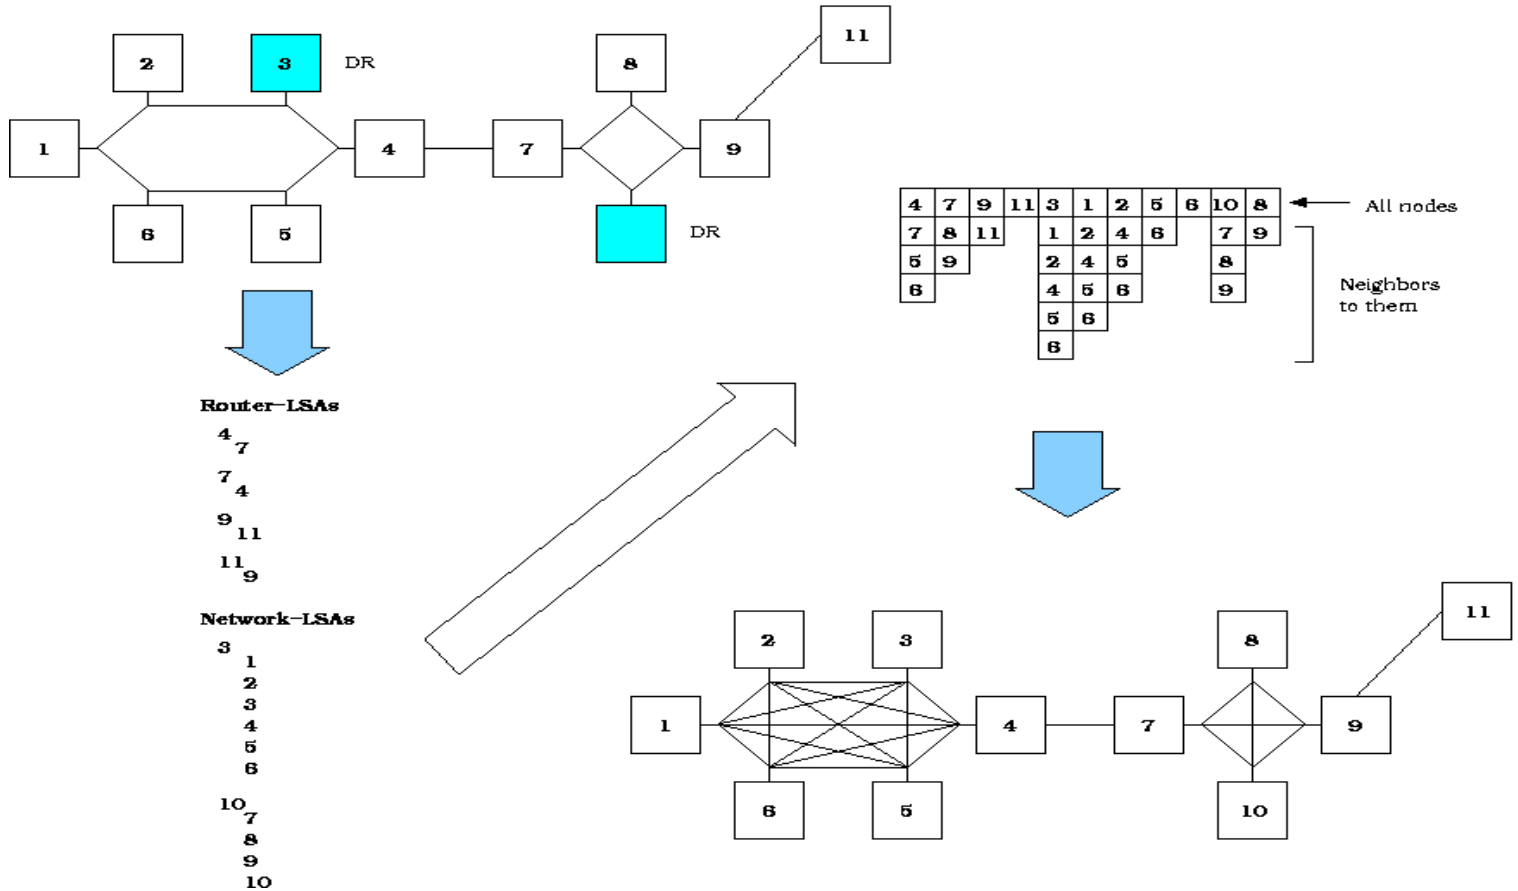 11
2 3 DR 8
1 4 7 9
6 5 DR
4 7 9 11 3 1 2 5 6 10 8 All nodes
7 8 11 1 2 4 6 7 9
5 9 2 4 5 8
6 4 5 6 9
5 6
6
Neighbors
to them
Router-LSAs
4
7
7
4
9
11
11
9
Network-LSAs
3
1
2
3
4
5
6
10
7
8
9
10
11
2 3 8
1 4 7 9
6 5 10